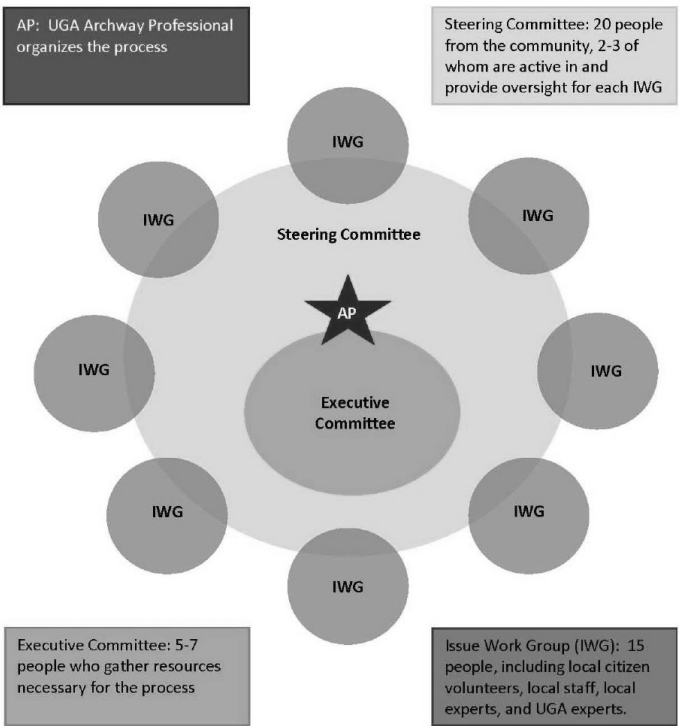 AP:  UGA Archway Professional
organizes the process
Steering Committee: 20 people
from the community, 2-3 of
whom are active in and
provide oversight for each IWG
IWG
IWG
IWG
Steering Committee
AP
IWG
IWG
Executive
Committee
IWG
IWG
IWG
Executive Committee: 5-7
people who gather resources
necessary for the process
Issue Work Group (IWG):  15
people, including local citizen
volunteers, local staff, local
experts, and UGA experts.